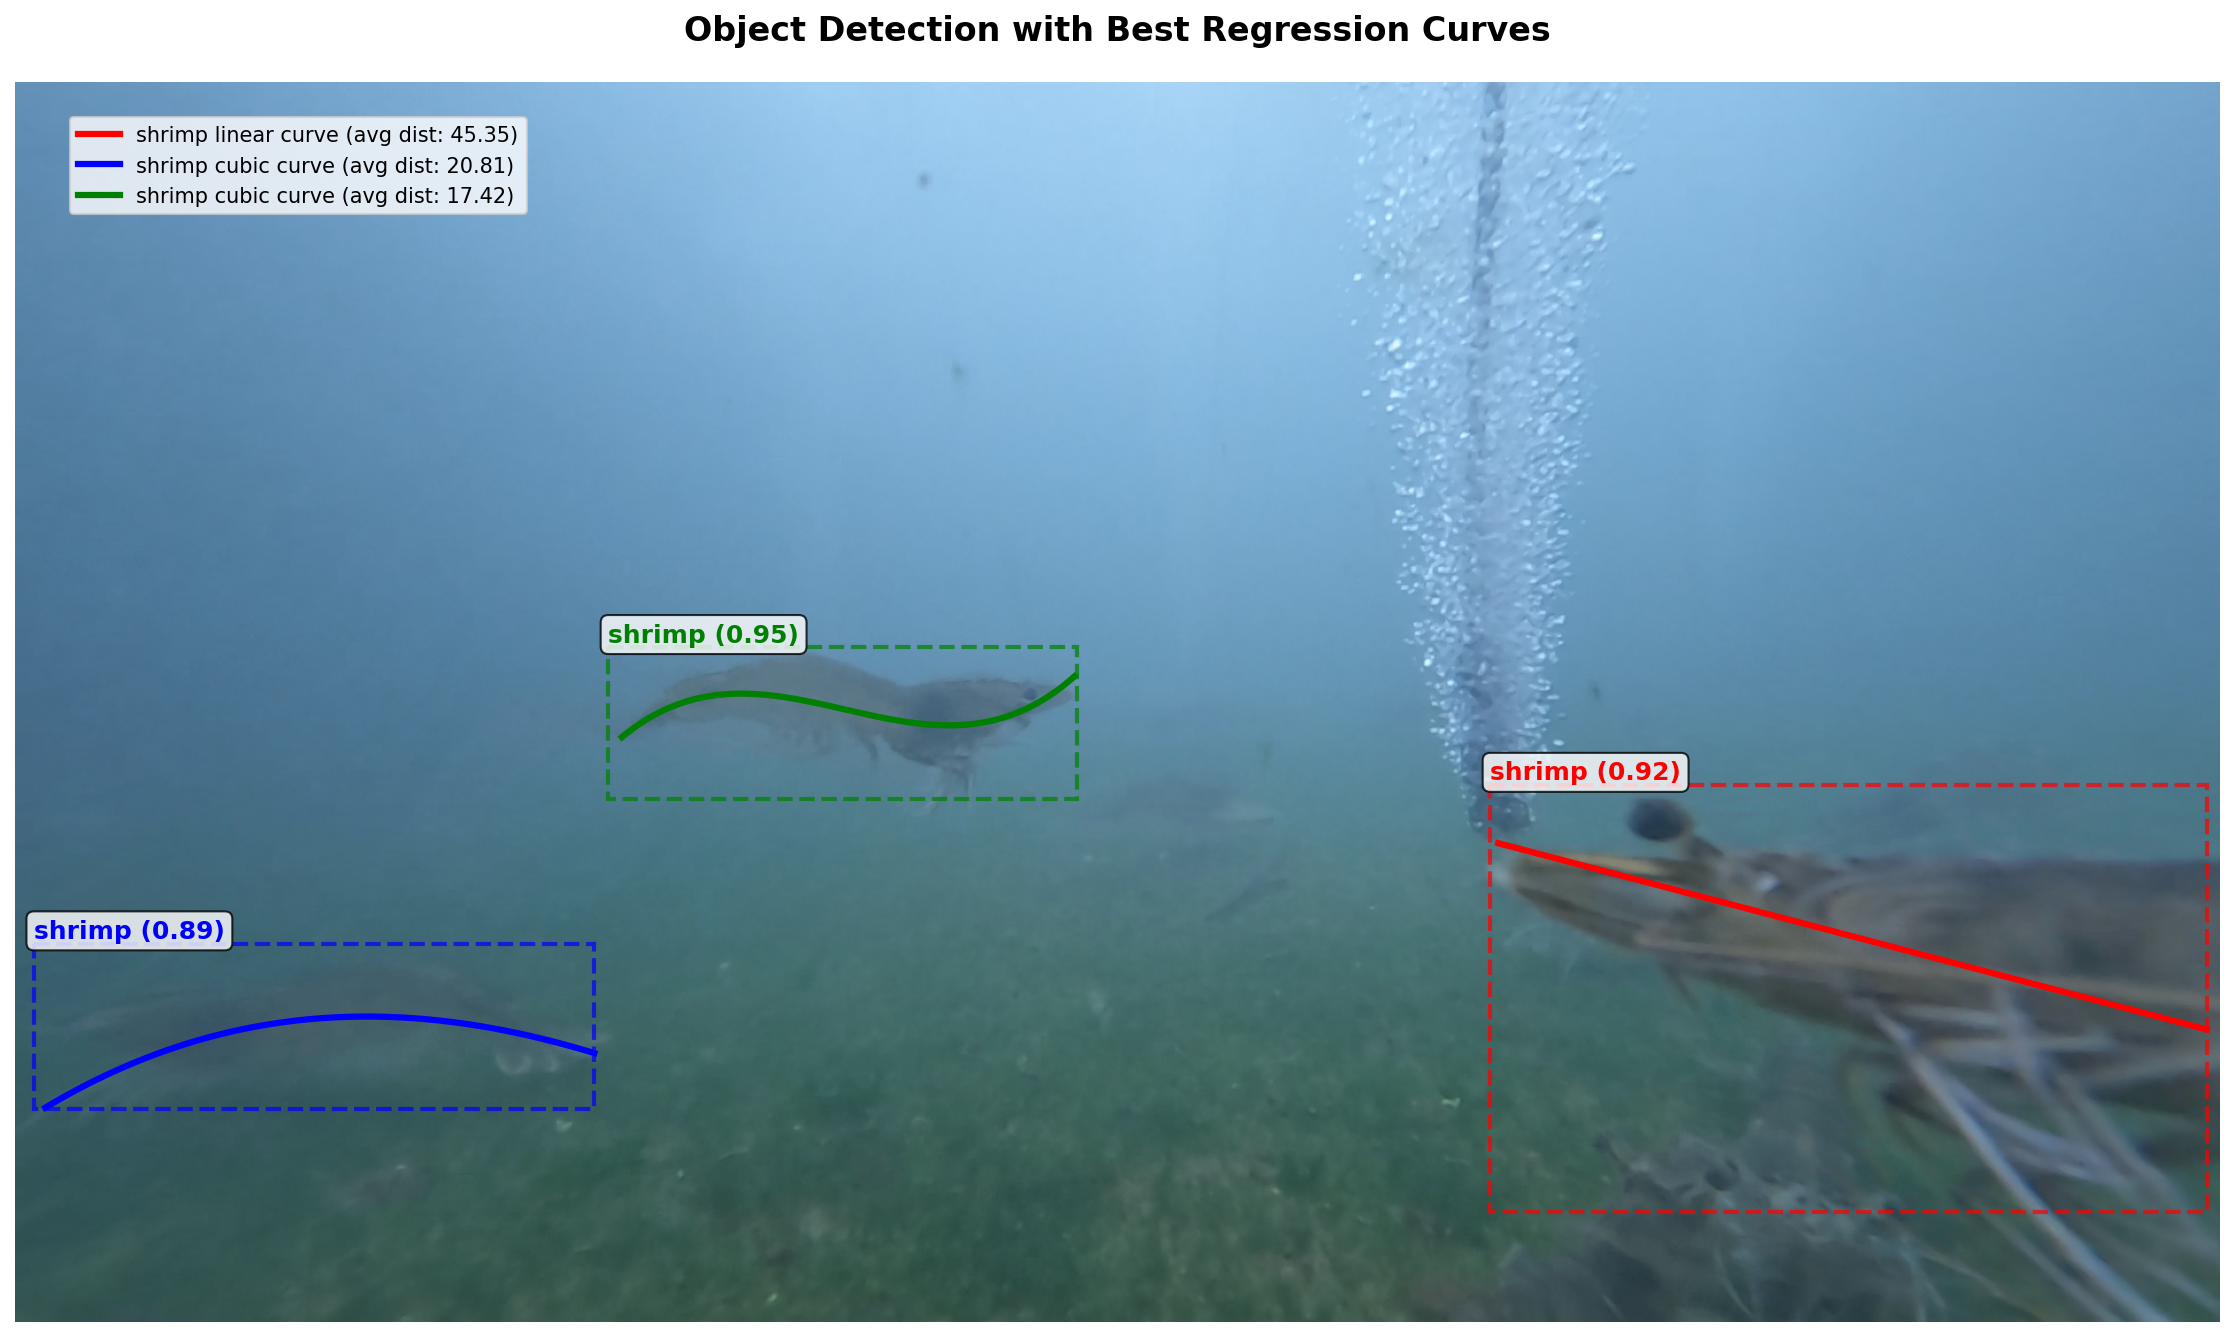 Object Detection with Best Regression Curves
shrimp linear curve (avg dist: 45.35)
shrimp cubic curve (avg dist: 20.81)
shrimp cubic curve (avg dist: 17.42)
shrimp (0.95)
shrimp (0.92)
shrimp (0.89)